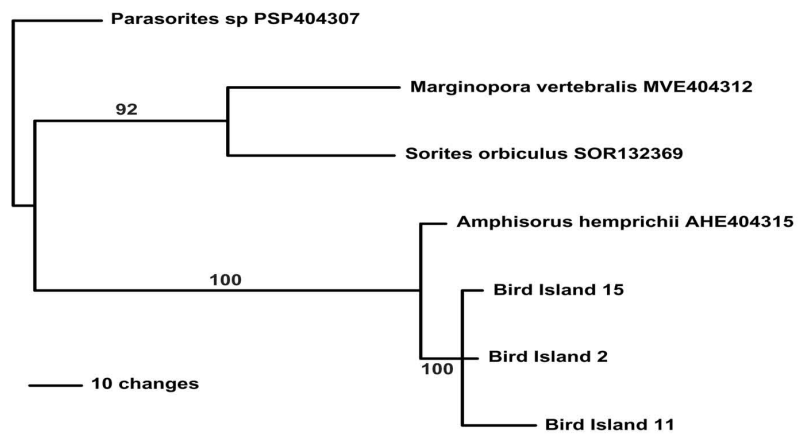 Parasorites sp PSP404307
Marginopora vertebralis MVE404312
92
Sorites orbiculus SOR132369
Amphisorus hemprichii AHE404315
100
Bird Island 15
Bird Island 2
100
10 changes
Bird Island 11